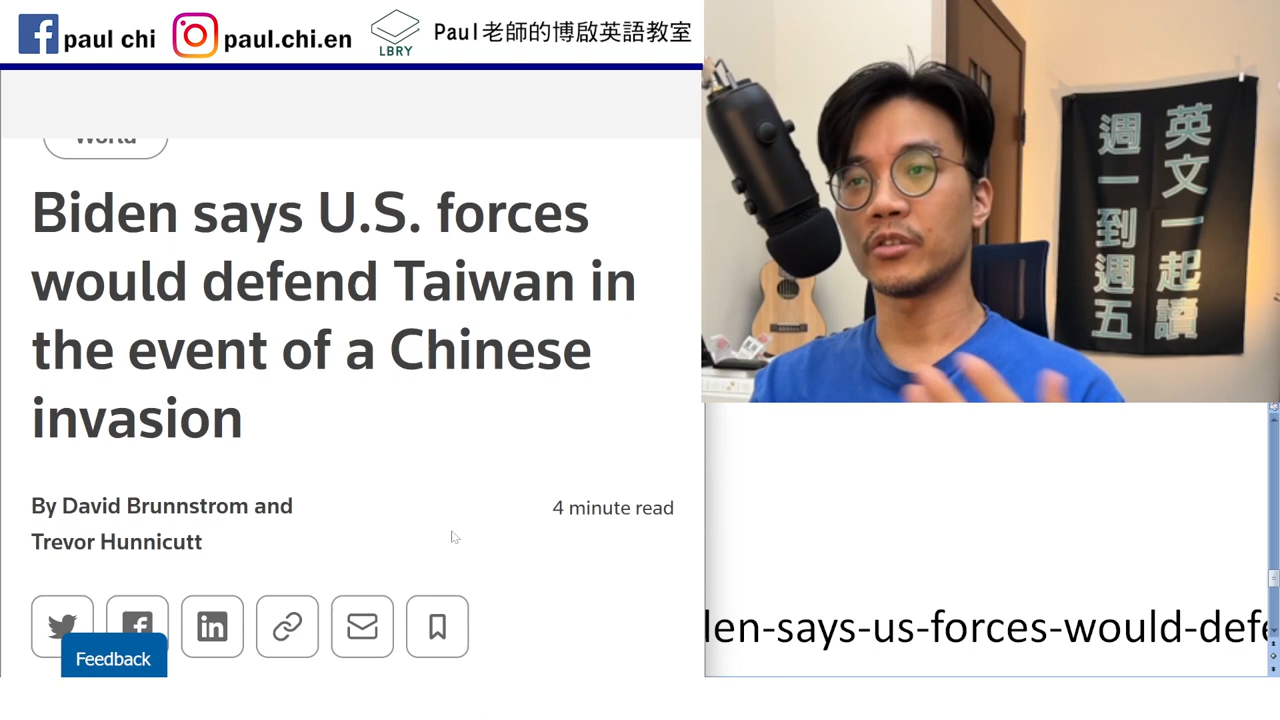 paul chi
paul.chi.en
LBRY
Paul老師的博啟英語教室
World
Biden says U.S. forces
would defend Taiwan in
the event of a Chinese
invasion
By David Brunnstrom and
Trevor Hunnicutt
4 minute read
Feedback
英文一起讀
週一到週五
len-says-us-forces-would-defe